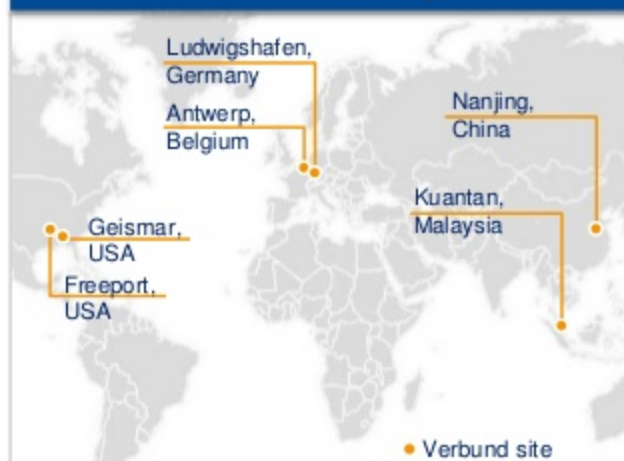 Ludwigshafen,
Germany
Antwerp,
Belgium
Nanjing,
China
Kuantan,
Malaysia
Geismar,
USA
Freeport,
USA
Verbund site